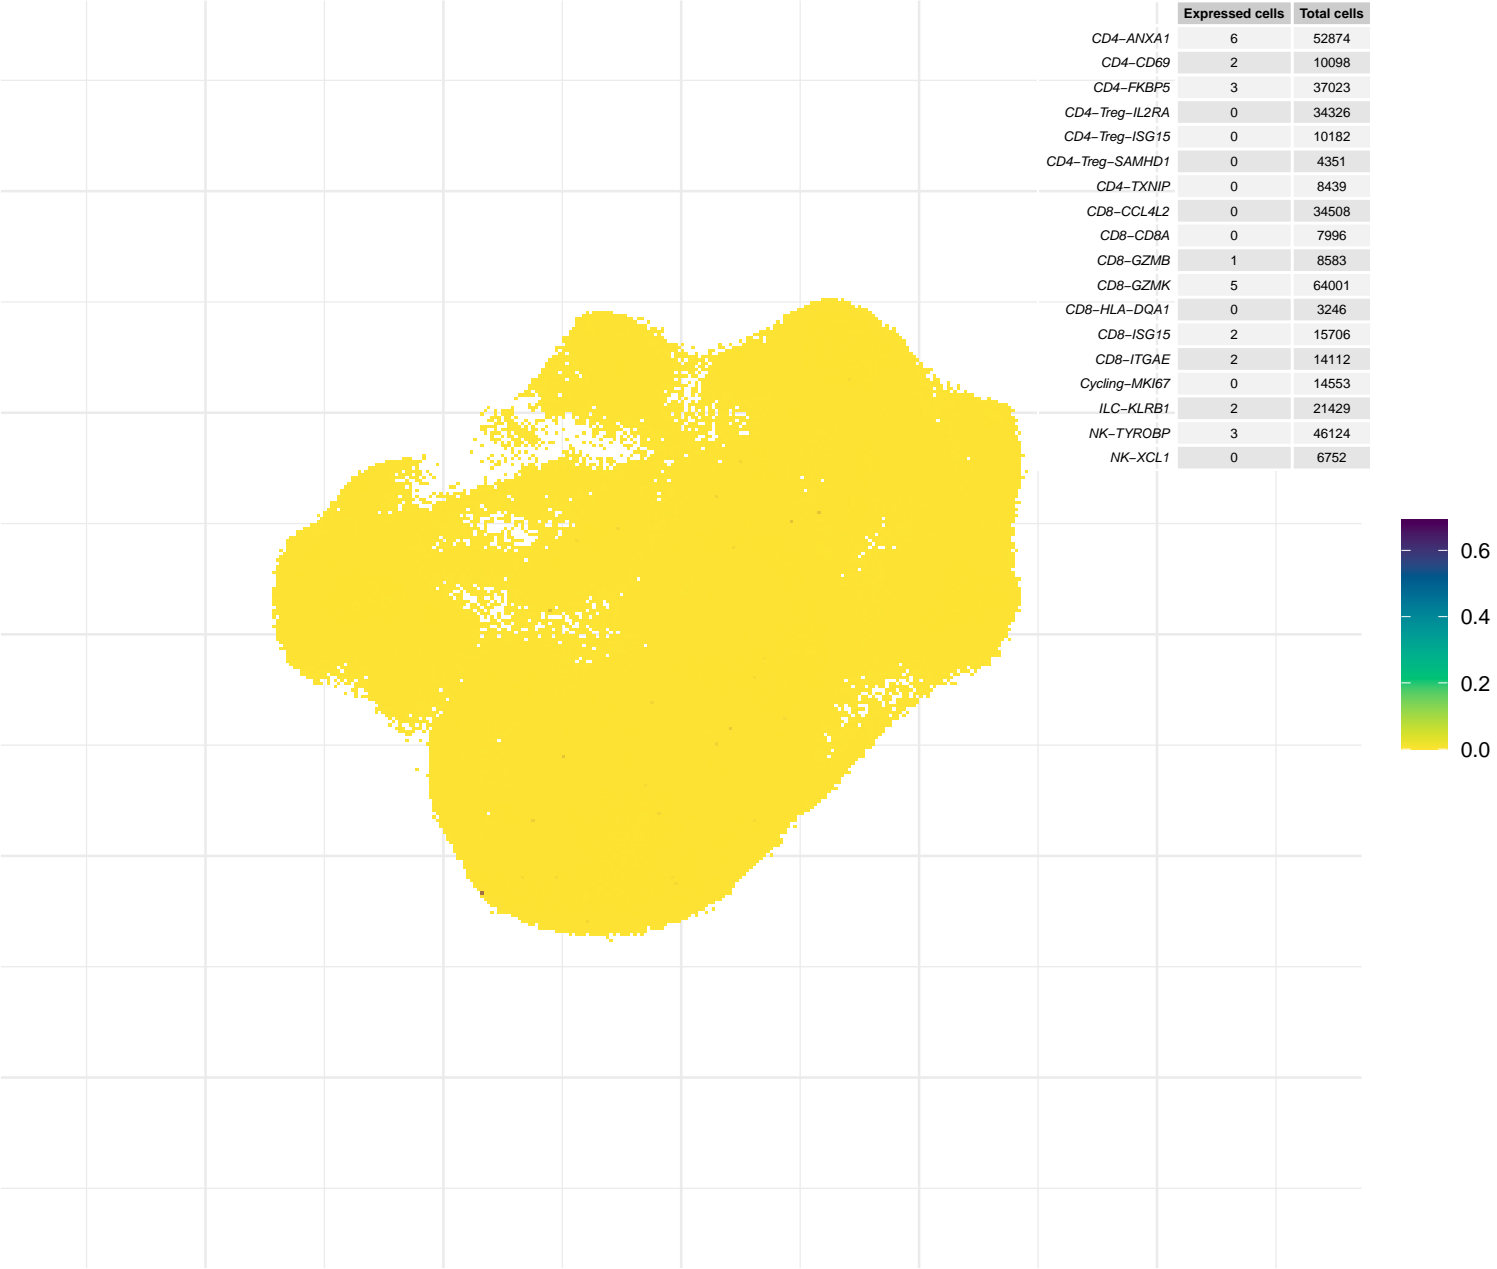 Expressed cells Total cells
CD4−ANXA1 6 52874
CD4−CD69 2 10098
CD4−FKBP5 3 37023
CD4−Treg−IL2RA 0 34326
CD4−Treg−ISG15 0 10182
CD4−Treg−SAMHD1 0 4351
CD4−TXNIP 0 8439
CD8−CCL4L2 0 34508
CD8−CD8A 0 7996
CD8−GZMB 1 8583
CD8−GZMK 5 64001
CD8−HLA−DQA1 0 3246
CD8−ISG15 2 15706
CD8−ITGAE 2 14112
Cycling−MKI67 0 14553
ILC−KLRB1 2 21429
NK−TYROBP 3 46124
NK−XCL1 0 6752
0.6
0.4
0.2
0.0